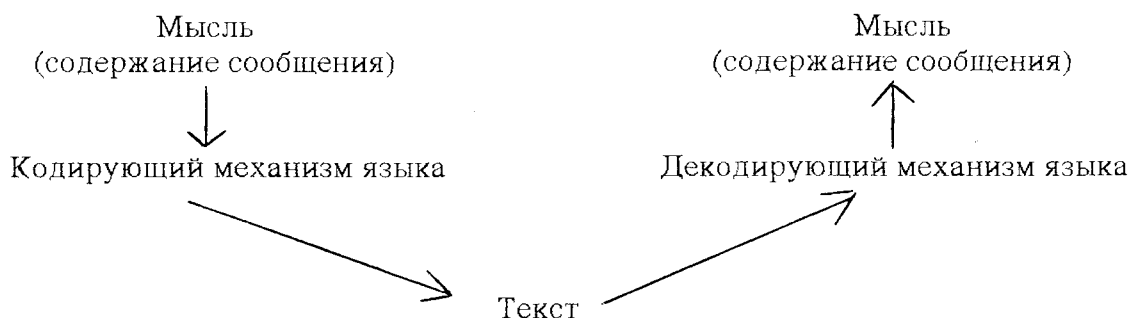 Мысль
(содержание сообщения)
Кодирующий механизм языка
Текст
Мысль
(содержание сообщения)
Декодирующий механизм языка